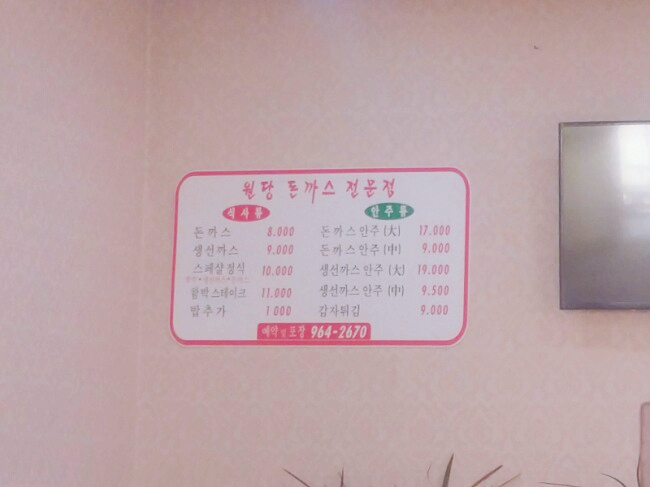 원당 돈까스 전문점
식사류 안주류
돈까스 8.000 돈까스안주(大) 17.000
생선까스 9.000 돈까스안주(中) 9.000
스페샬정식 10.000 생선까스안주(大) 19.000
함박스테이크 11.000 생선까스안주(中) 9.500
밥추가 1000 감자튀김 9.000
예약 및 포장 964-2670